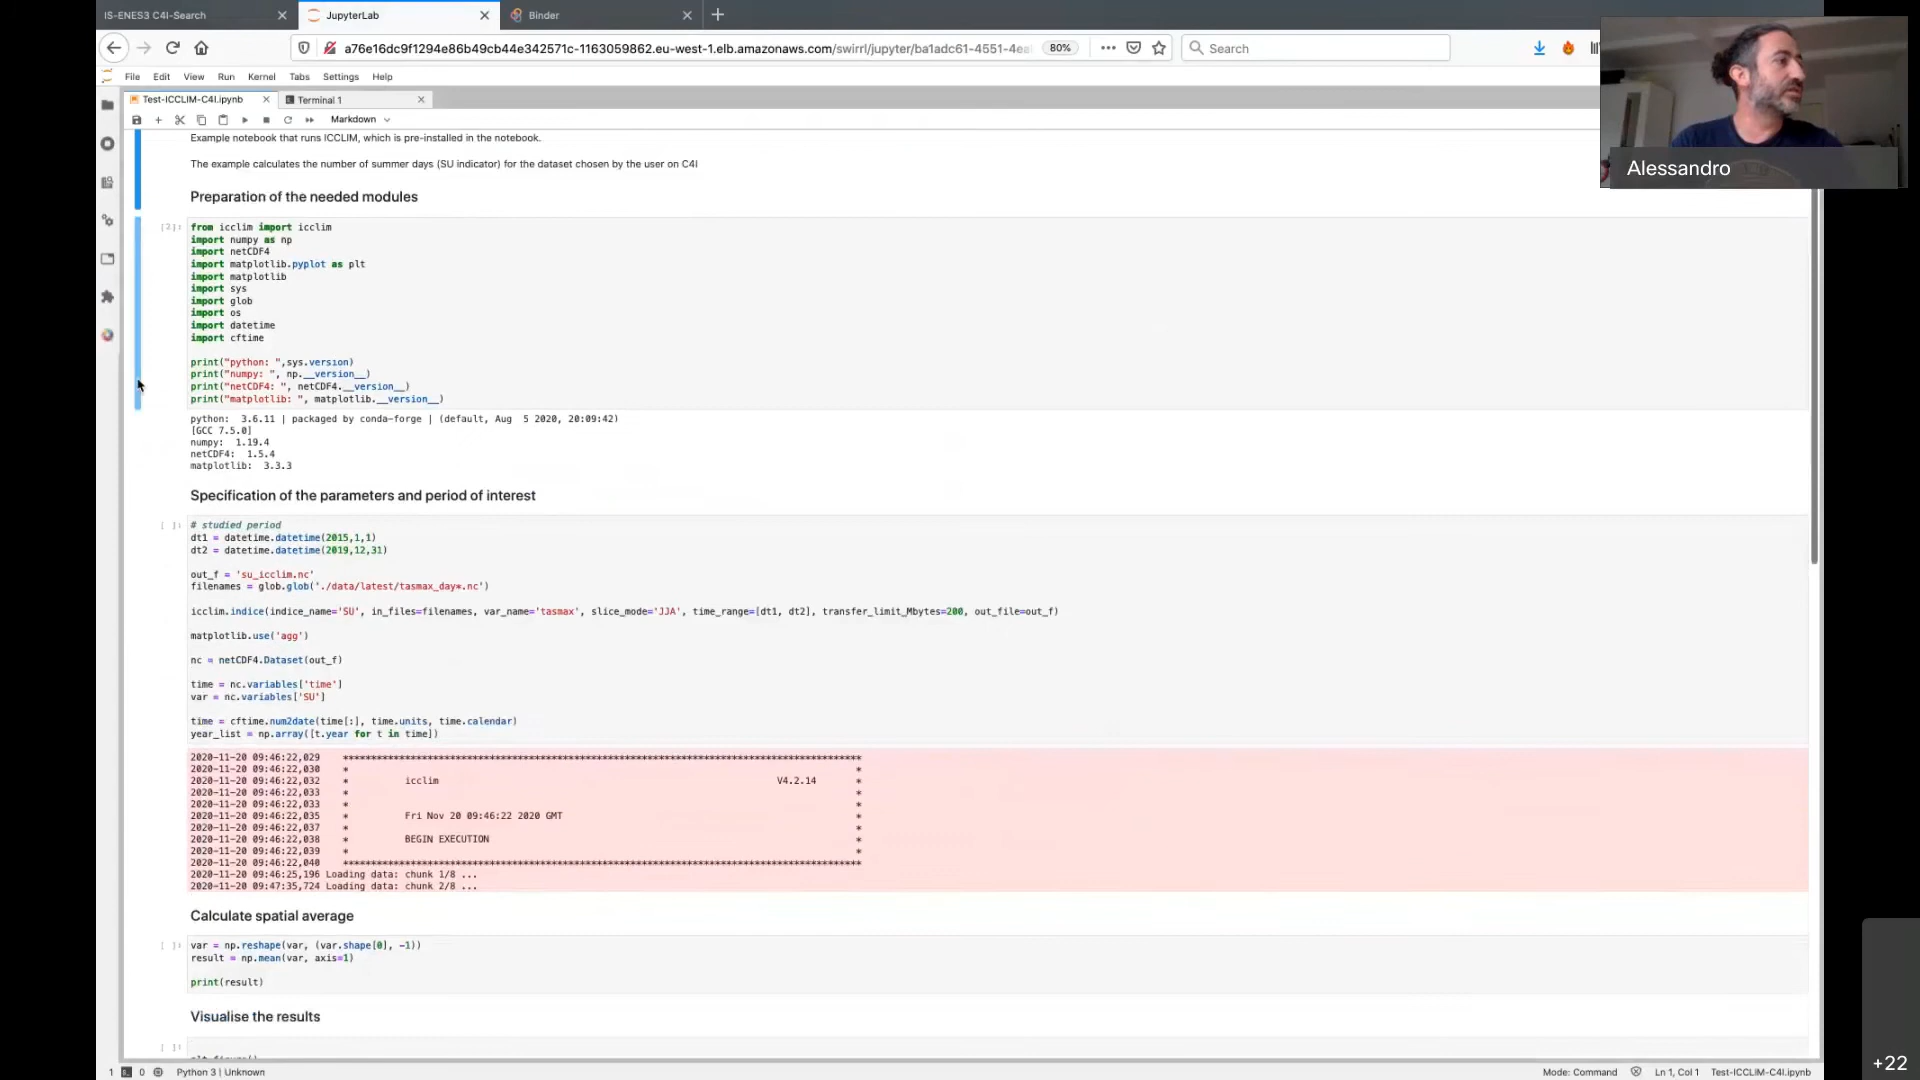 IS-ENES3 C4I-Search
JupyterLab
Binder
a76e16dc9f1294e86b49cb44e342571c-1163059862.eu-west-1.elb.amazonaws.com/swirrl/jupyter/ba1adc61-4551-4ea
80%
Search
File Edit View Run Kernel Tabs Settings Help
Test-ICCLIM-C4I.ipynb
Terminal 1
Markdown
Alessandro
Example notebook that runs ICCLIM, which is pre-installed in the notebook.
The example calculates the number of summer days (SU indicator) for the dataset chosen by the user on C4I
Preparation of the needed modules
[2]:
from icclim import icclim
import numpy as np
import netCDF4
import matplotlib.pyplot as plt
import matplotlib
import sys
import glob
import os
import datetime
import cftime
print("python: ",sys.version)
print("numpy: ", np.__version__)
print("netCDF4: ", netCDF4.__version__)
print("matplotlib: ", matplotlib.__version__)
python:  3.6.11 | packaged by conda-forge | (default, Aug  5 2020, 20:09:42)
[GCC 7.5.0]
numpy:  1.19.4
netCDF4:  1.5.4
matplotlib:  3.3.3
Specification of the parameters and period of interest
[ ]:
# studied period
dt1 = datetime.datetime(2015,1,1)
dt2 = datetime.datetime(2019,12,31)
out_f = 'su_icclim.nc'
filenames = glob.glob('./data/latest/tasmax_day*.nc')
icclim.indice(indice_name='SU', in_files=filenames, var_name='tasmax', slice_mode='JJA', time_range=[dt1, dt2], transfer_limit_Mbytes=200, out_file=out_f)
matplotlib.use('agg')
nc = netCDF4.Dataset(out_f)
time = nc.variables['time']
var = nc.variables['SU']
time = cftime.num2date(time[:], time.units, time.calendar)
year_list = np.array([t.year for t in time])
2020-11-20 09:46:22,029 ********************************************************************************************
2020-11-20 09:46:22,030 * *
2020-11-20 09:46:22,032 * icclim V4.2.14 *
2020-11-20 09:46:22,033 * *
2020-11-20 09:46:22,033 * *
2020-11-20 09:46:22,035 * Fri Nov 20 09:46:22 2020 GMT *
2020-11-20 09:46:22,037 * *
2020-11-20 09:46:22,038 * BEGIN EXECUTION *
2020-11-20 09:46:22,039 * *
2020-11-20 09:46:22,040 ********************************************************************************************
2020-11-20 09:46:25,196 Loading data: chunk 1/8 ...
2020-11-20 09:47:35,724 Loading data: chunk 2/8 ...
Calculate spatial average
[ ]:
var = np.reshape(var, (var.shape[0], -1))
result = np.mean(var, axis=1)
print(result)
Visualise the results
[ ]:
plt.figure()
1 0 Python 3 | Unknown
Mode: Command Ln 1, Col 1 Test-ICCLIM-C4I.ipynb
+22